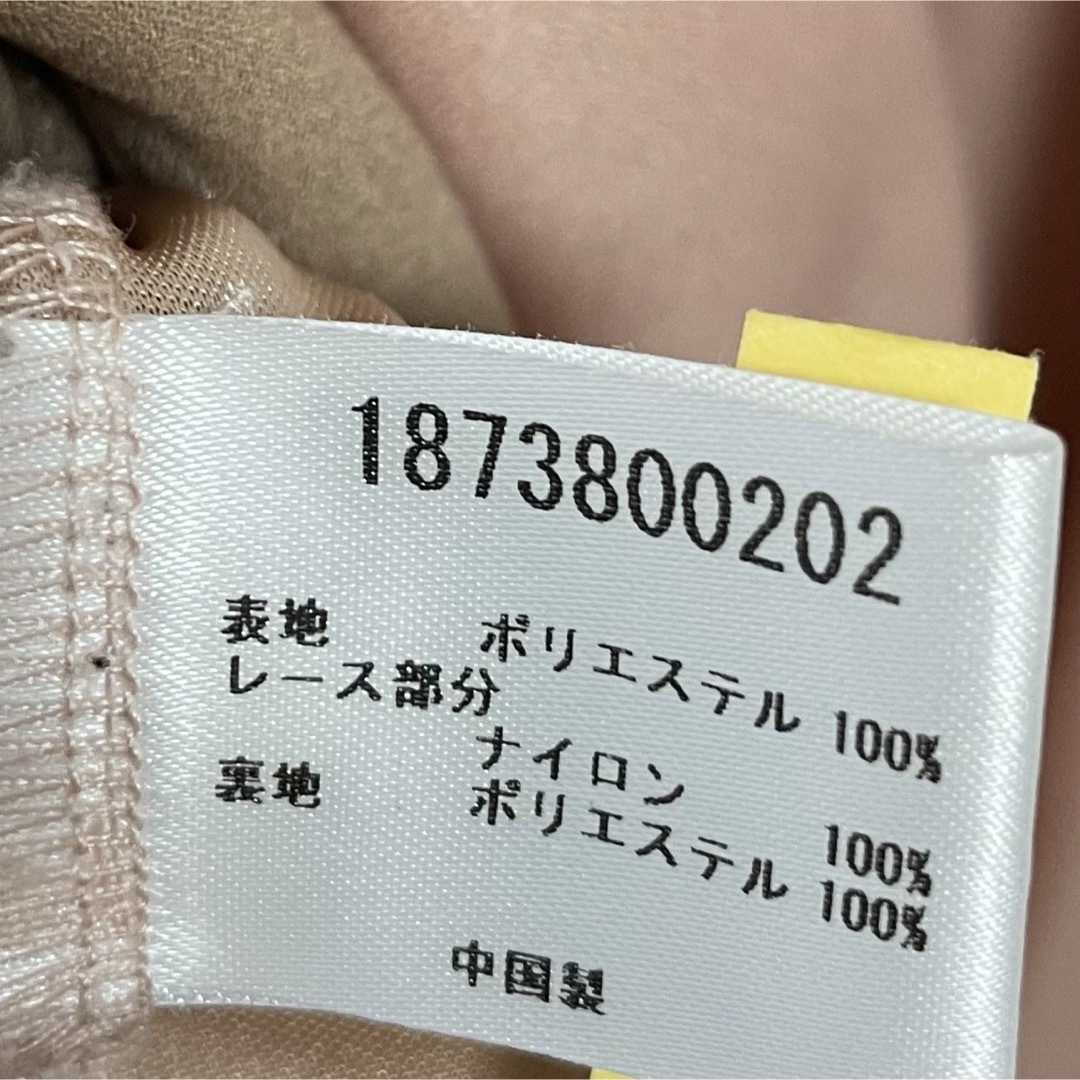 1873800202
表地 ポリエステル 100%
レース部分
ナイロン 100%
裏地 ポリエステル 100%
中国製